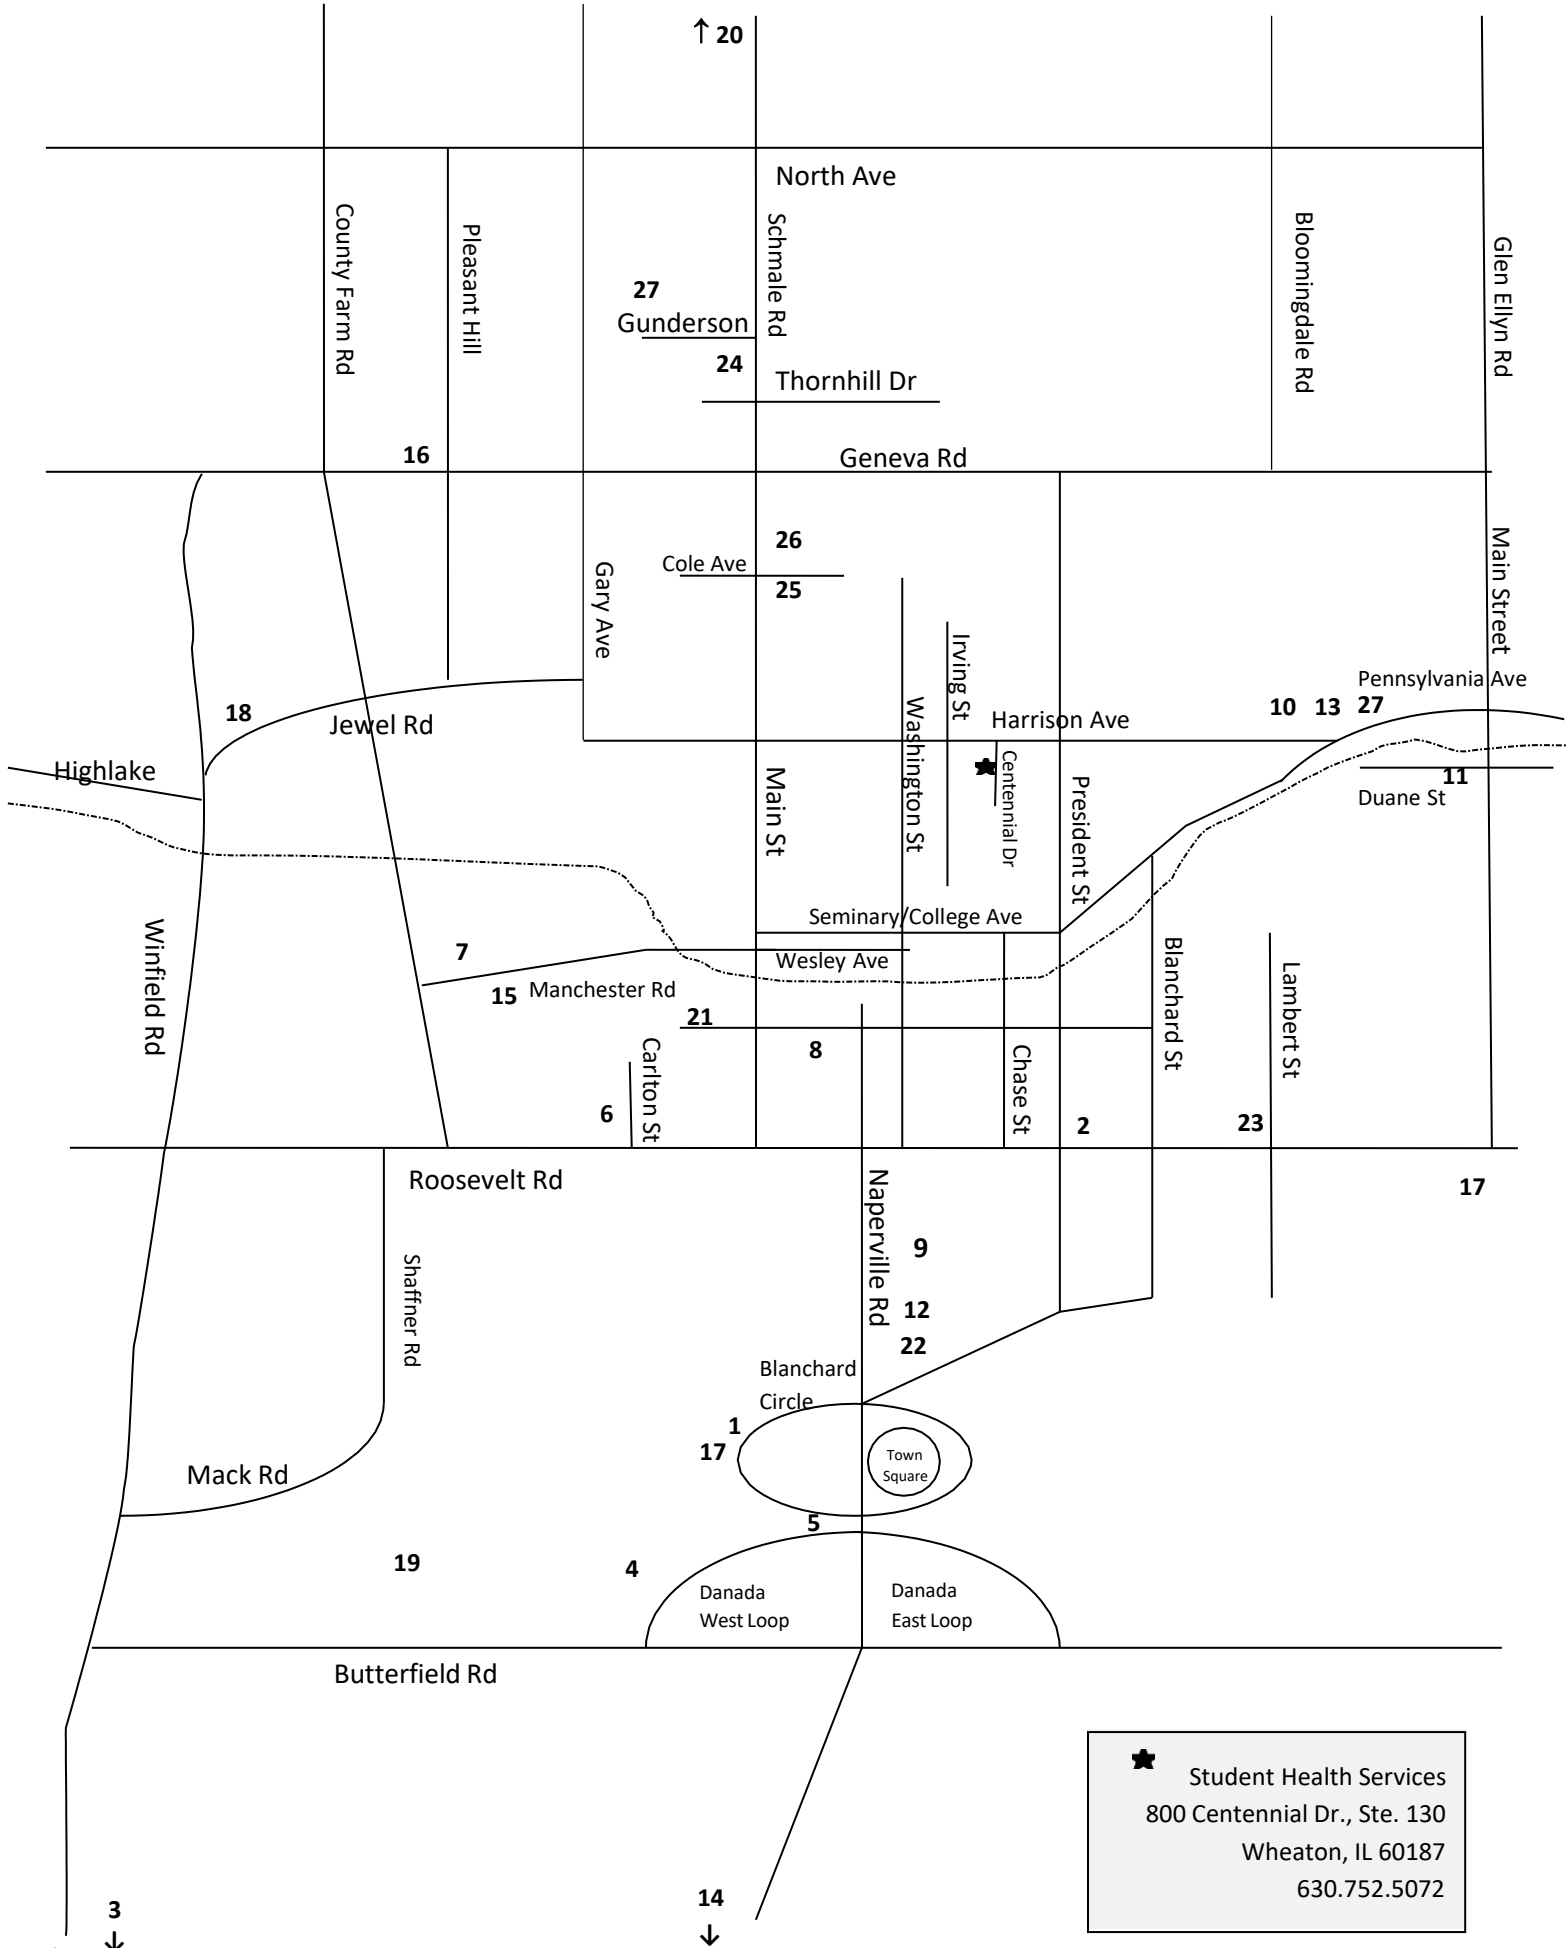 ↑ 20
North Ave
County Farm Rd
Pleasant Hill
Schmale Rd
Bloomingdale Rd
Glen Ellyn Rd
27
Gunderson
24
Thornhill Dr
16
Geneva Rd
26
Cole Ave
25
Gary Ave
Main Street
Irving St
Pennsylvania Ave
10 13 27
18
Jewel Rd
Washington St
Harrison Ave
Highlake
Main St
Centennial Dr
President St
11
Duane St
Seminary/College Ave
Winfield Rd
7
Wesley Ave
Blanchard St
Lambert St
15 Manchester Rd
21
8
Carlton St
Chase St
6
2
23
Roosevelt Rd
17
Naperville Rd
9
Shaffner Rd
12
22
Blanchard
Circle
1
17
Town
Square
Mack Rd
5
19
4
Danada
West Loop
Danada
East Loop
Butterfield Rd
Student Health Services
800 Centennial Dr., Ste. 130
Wheaton, IL 60187
630.752.5072
3
↓
14
↓